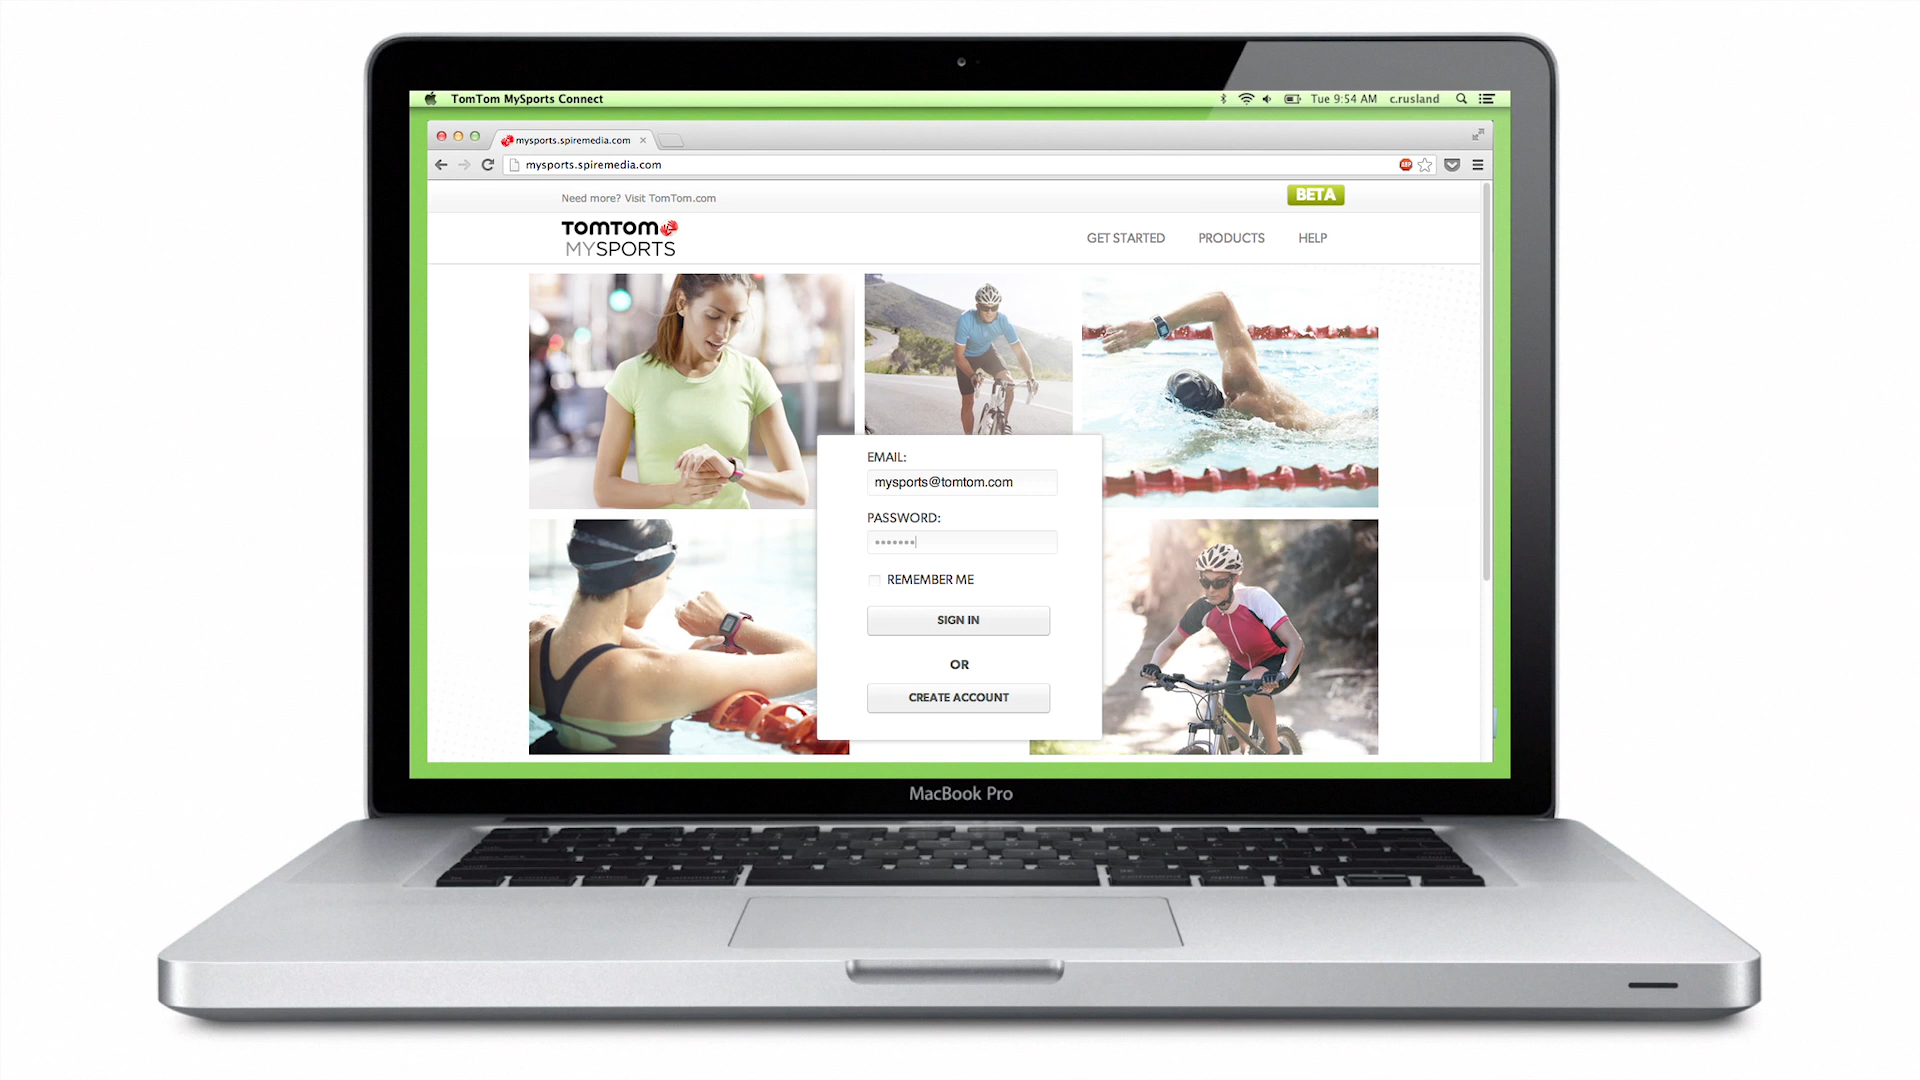 TomTom MySports Connect
Tue 9:54 AM c.rusland
mysports.spiremedia.com
mysports.spiremedia.com
ABP
Need more? Visit TomTom.com
BETA
TOMTOM
MYSPORTS
GET STARTED PRODUCTS HELP
EMAIL:
mysports@tomtom.com
PASSWORD:
•••••••
REMEMBER ME
SIGN IN
OR
CREATE ACCOUNT
MacBook Pro